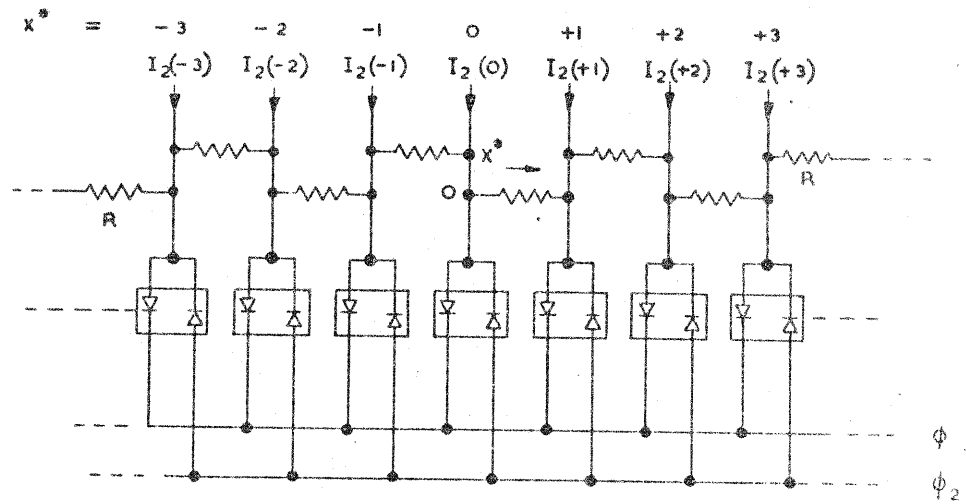 x* = -3 -2 -1 0 +1 +2 +3
I₂(-3) I₂(-2) I₂(-1) I₂(0) I₂(+1) I₂(+2) I₂(+3)
x*
R
0
R
ϕ
ϕ₂